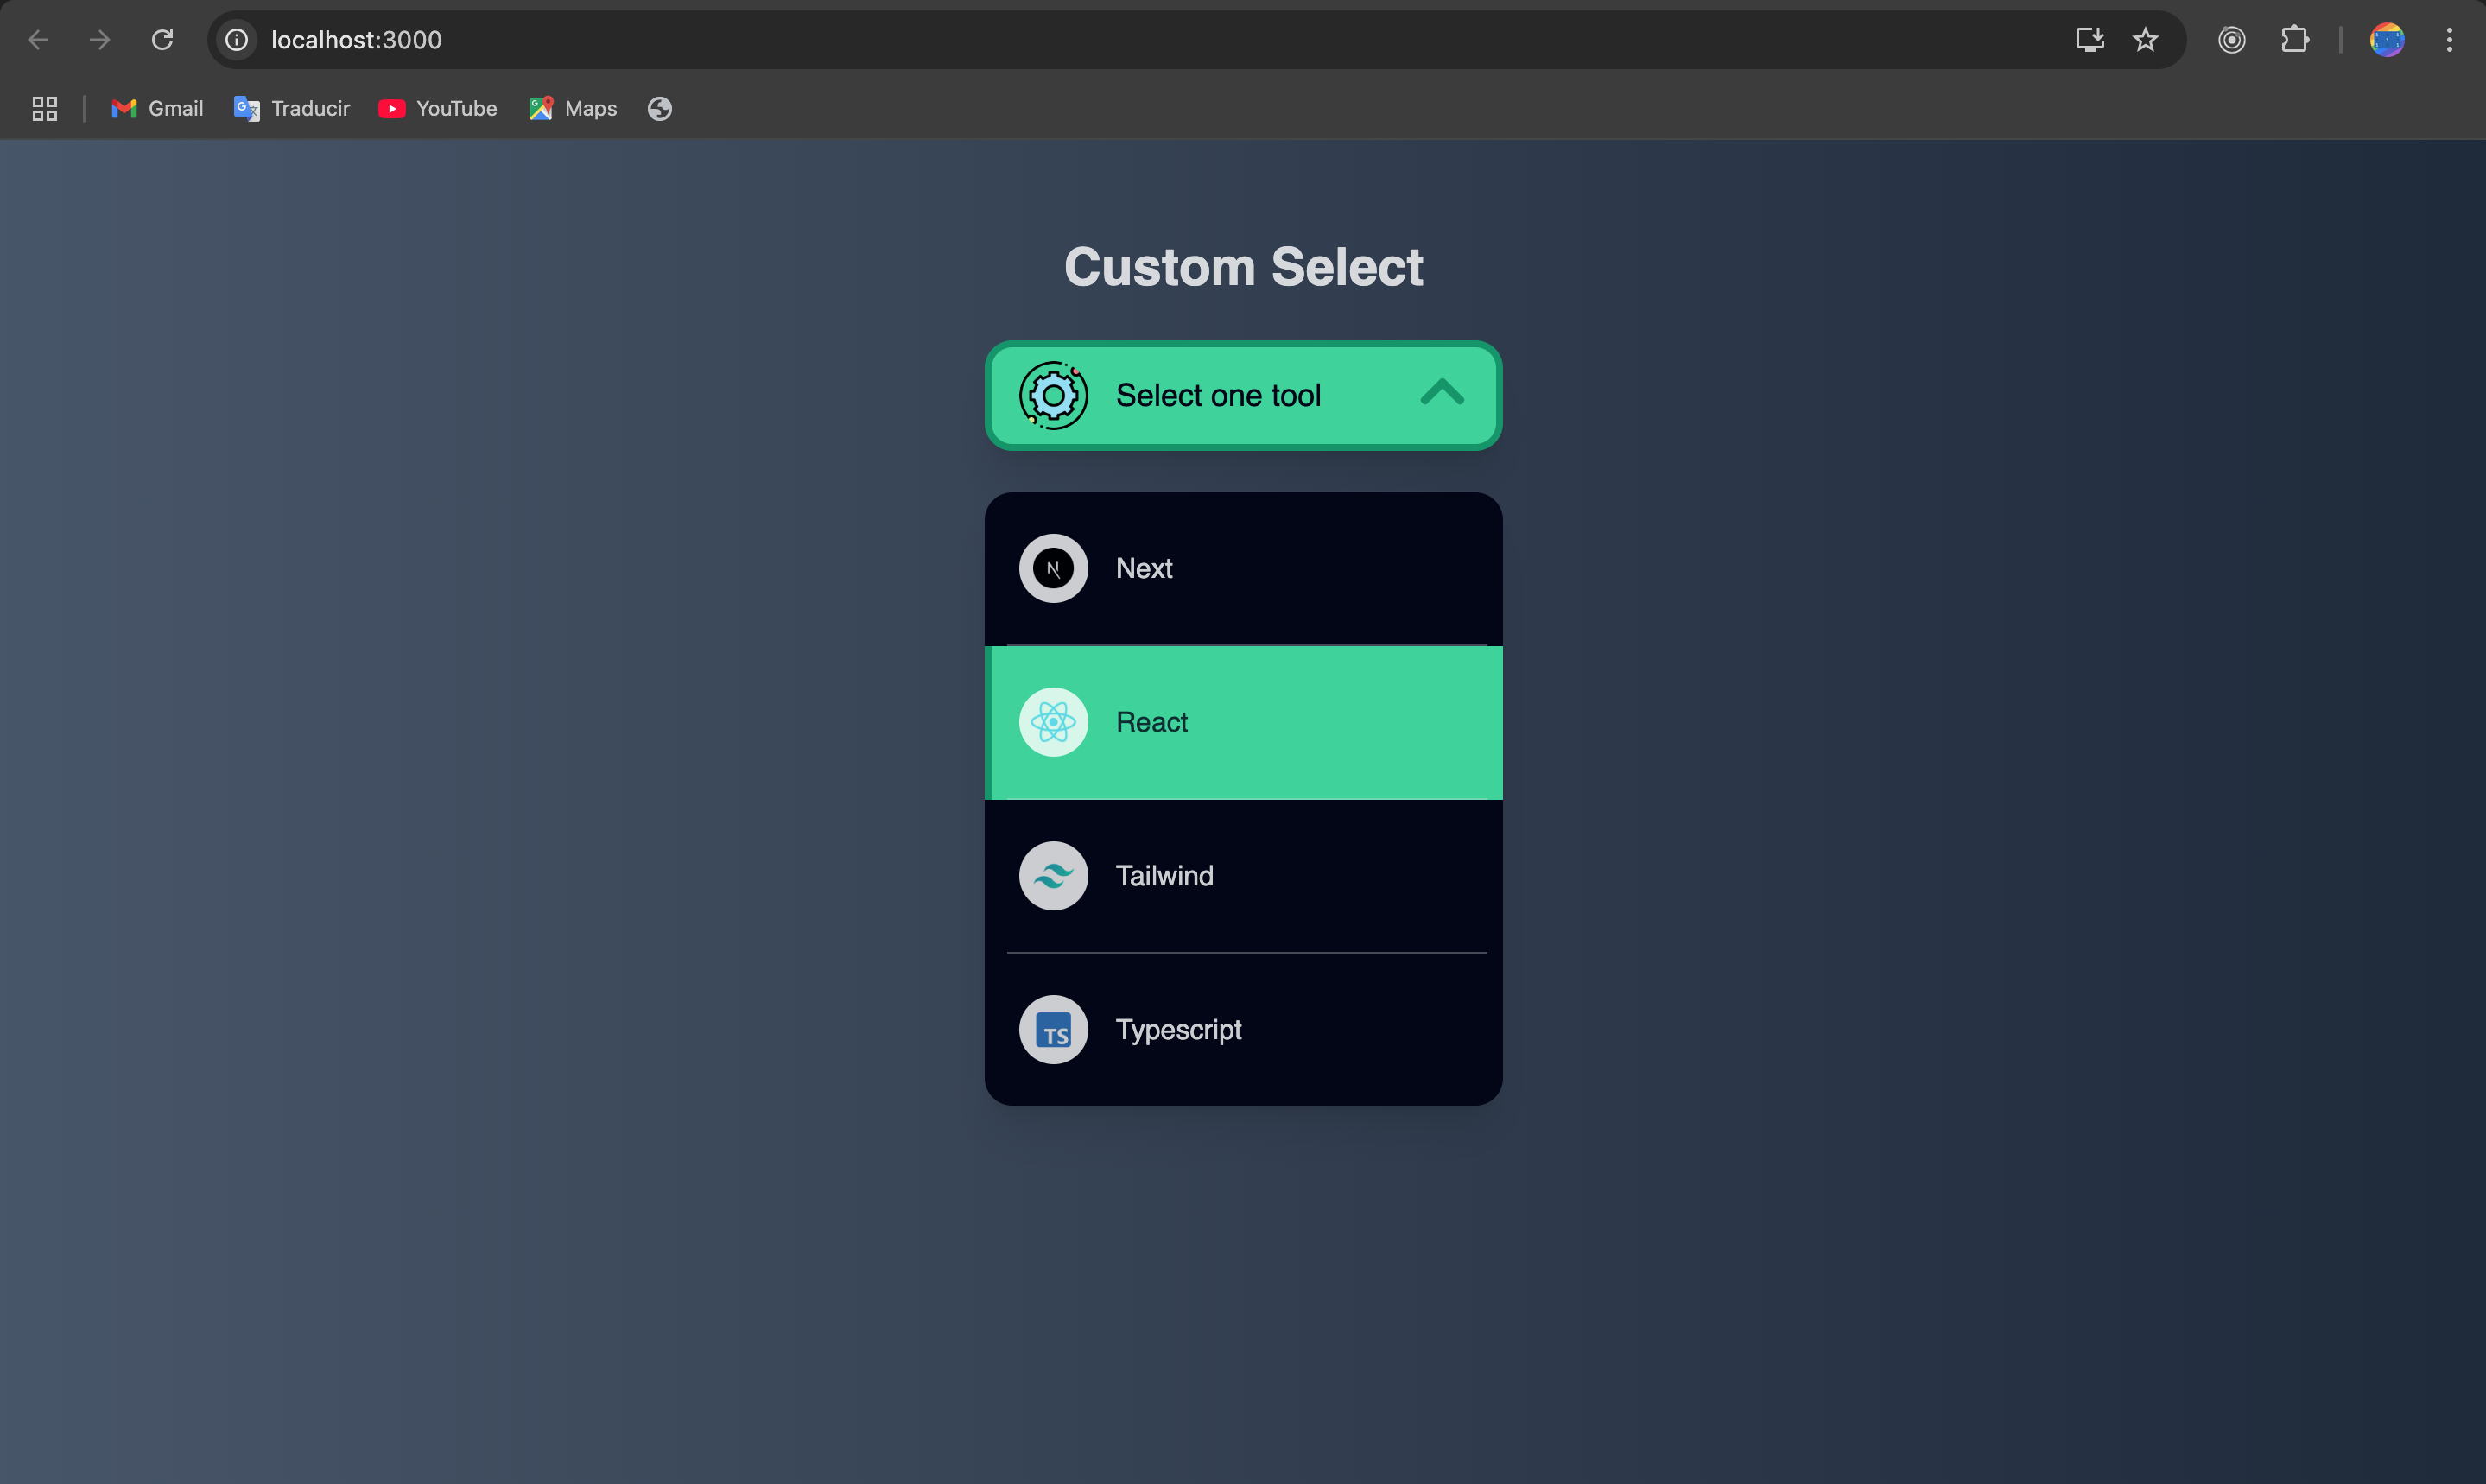 localhost:3000
Gmail
Traducir
YouTube
Maps
Custom Select
Select one tool
N
Next
React
Tailwind
TS
Typescript